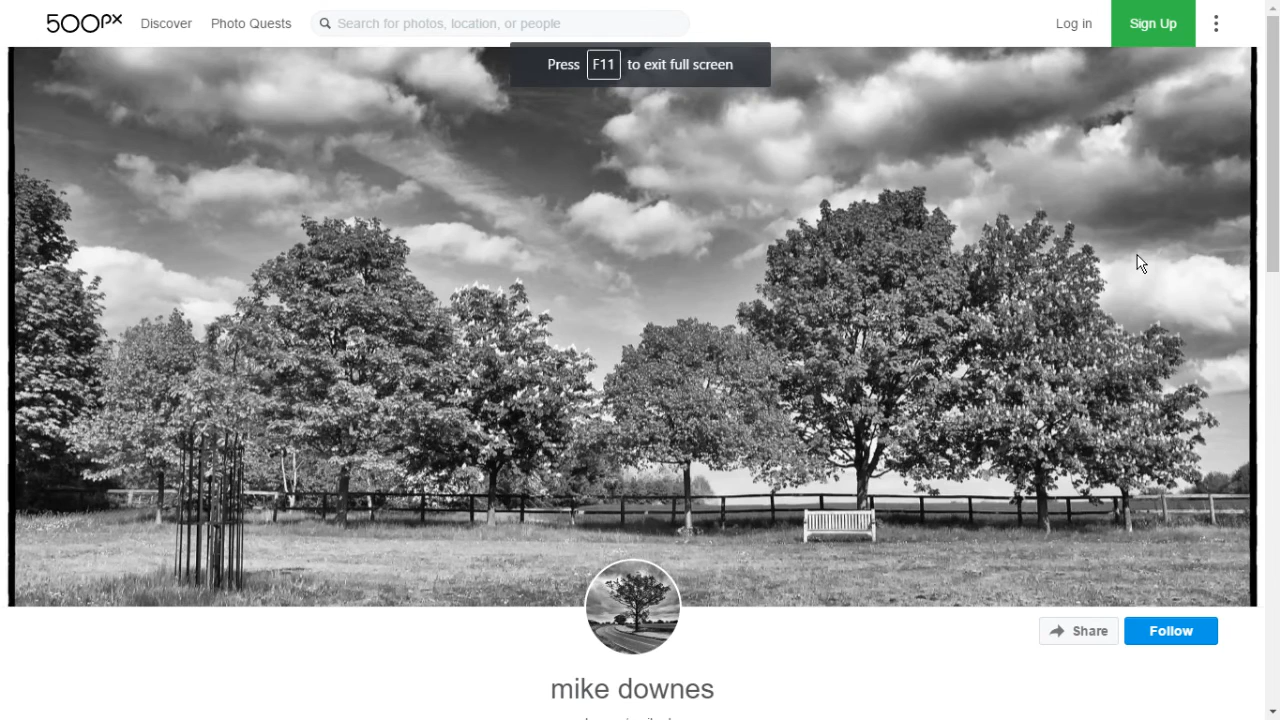 500px
Discover
Photo Quests
Search for photos, location, or people
Log in
Sign Up
Press F11 to exit full screen
Share
Follow
mike downes